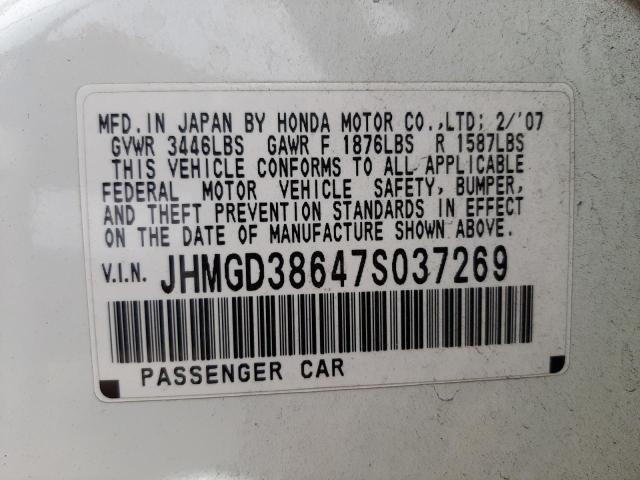 MFD. IN JAPAN BY HONDA MOTOR CO.,LTD; 2/'07
GVWR 3446LBS GAWR F 1876LBS R 1587LBS
THIS VEHICLE CONFORMS TO ALL APPLICABLE
FEDERAL MOTOR VEHICLE SAFETY, BUMPER,
AND THEFT PREVENTION STANDARDS IN EFFECT
ON THE DATE OF MANUFACTURE SHOWN ABOVE.
V.I.N. JHMGD38647S037269
PASSENGER CAR